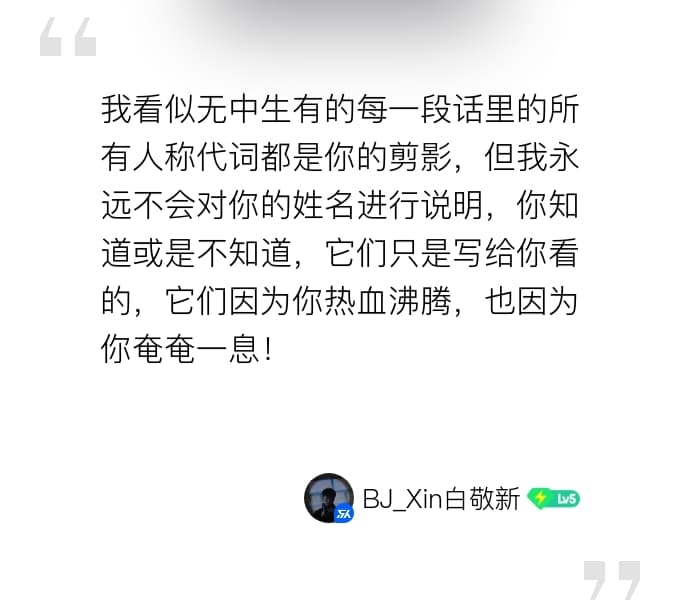 我看似无中生有的每一段话里的所
有人称代词都是你的剪影，但我永
远不会对你的姓名进行说明，你知
道或是不知道，它们只是写给你看
的，它们因为你热血沸腾，也因为
你奄奄一息！
BJ_Xin白敬新 Lv5